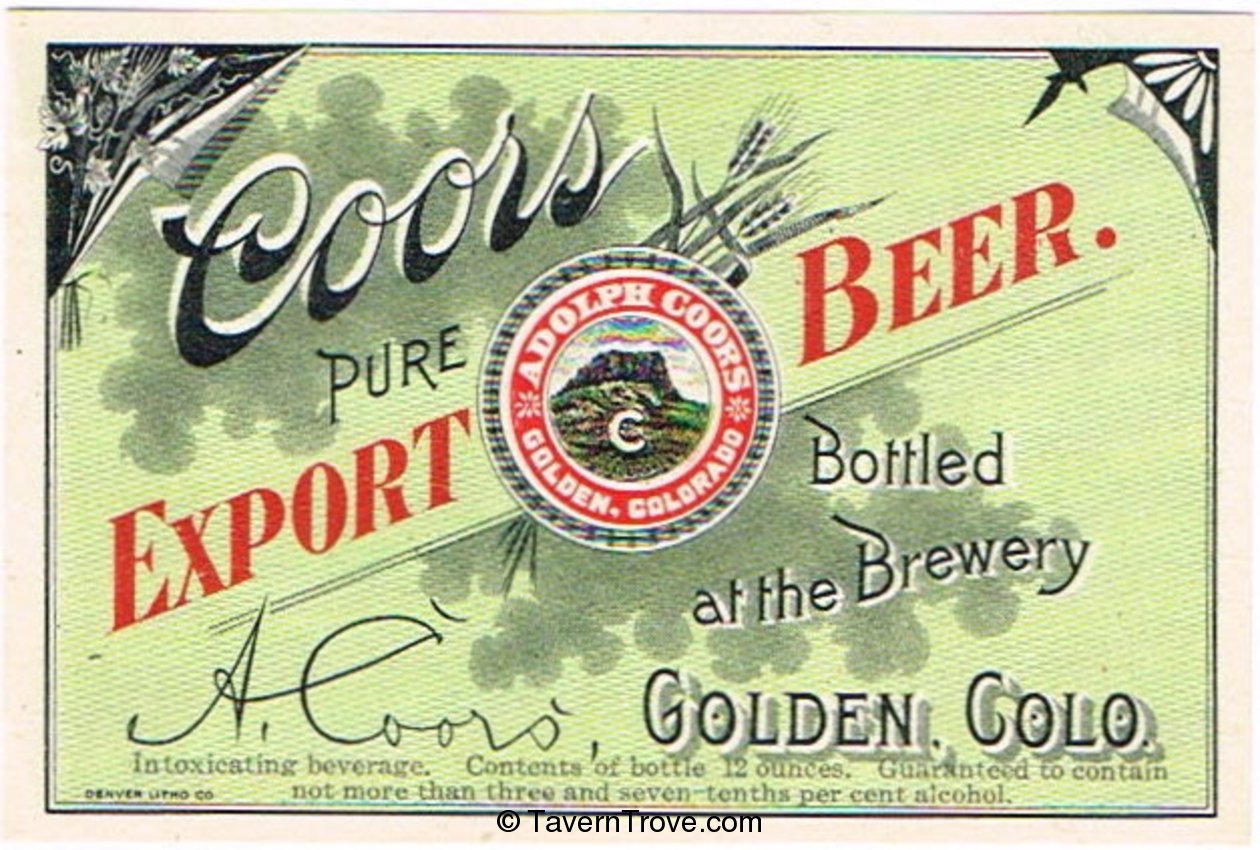 Coors
PURE
EXPORT BEER.
ADOLPH COORS
GOLDEN, COLORADO
C
Bottled
at the Brewery
GOLDEN, COLO.
A. Coors,
Intoxicating beverage. Contents of bottle 12 ounces. Guaranteed to contain
not more than three and seven-tenths per cent alcohol.
DENVER LITHO CO
© TavernTrove.com